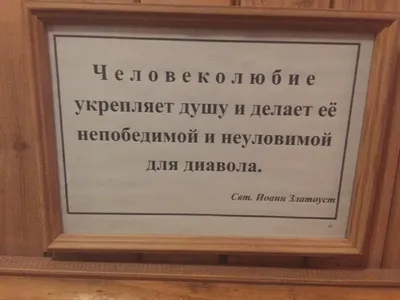 Человеколюбие
укрепляет душу и делает её
непобедимой и неуловимой
для диавола.
Свт. Иоанн Златоуст